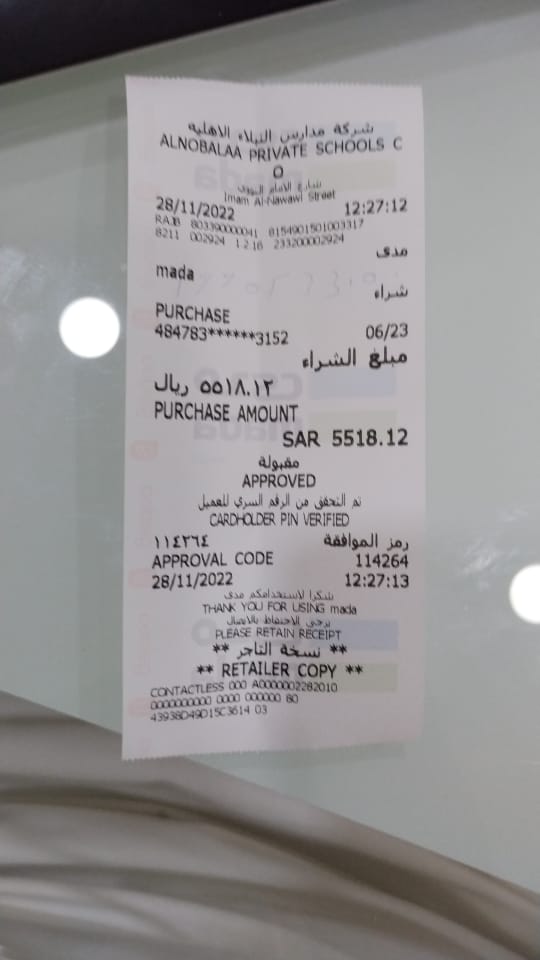 شركة مدارس النبلاء الاهلية
ALNOBALAA PRIVATE SCHOOLS C
O
شارع الامام النووي
Imam Al-Nawawi Street
28/11/2022 12:27:12
RAJB 80339000041 8154901501003317
8211 002924 1.2.16 233200002924
مدى
mada
شراء
PURCHASE
484783******3152 06/23
مبلغ الشراء
٥٥١٨.١٢ ريال
PURCHASE AMOUNT
SAR 5518.12
مقبولة
APPROVED
تم التحقق من الرقم السري للعميل
CARDHOLDER PIN VERIFIED
رمز الموافقة ١١٤٢٦٤
APPROVAL CODE 114264
28/11/2022 12:27:13
شكرا لاستخدامكم مدى
THANK YOU FOR USING mada
يرجى الاحتفاظ بالايصال
PLEASE RETAIN RECEIPT
** نسخة التاجر **
** RETAILER COPY **
CONTACTLESS 000 A0000002282010
0000000000 0000 000000 80
43938D49D15C3614 03